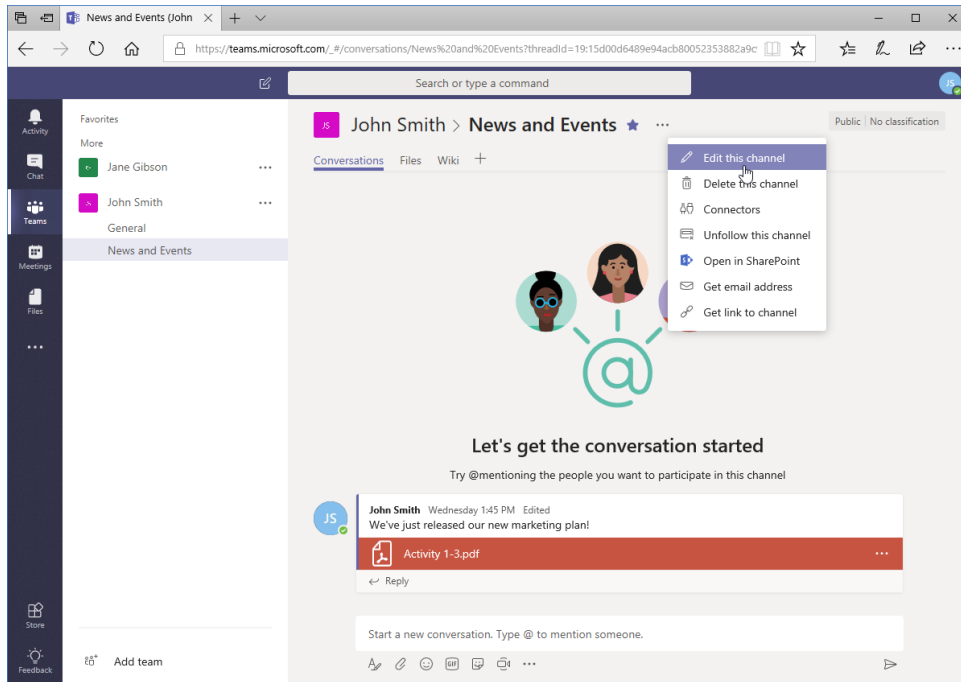 News and Events (John
https://teams.microsoft.com/_#/conversations/News%20and%20Events?threadId=19:15d00d6489e94acb80052353882a9c
Search or type a command
JS
Activity
Chat
Teams
Meetings
Files
Store
Feedback
Favorites
More
Jane Gibson
JS John Smith
General
News and Events
Add team
JS John Smith > News and Events
Public No classification
Conversations Files Wiki
Edit this channel
Delete this channel
Connectors
Unfollow this channel
Open in SharePoint
Get email address
Get link to channel
Let's get the conversation started
Try @mentioning the people you want to participate in this channel
JS
John Smith Wednesday 1:45 PM Edited
We've just released our new marketing plan!
Activity 1-3.pdf
Reply
Start a new conversation. Type @ to mention someone.
GIF